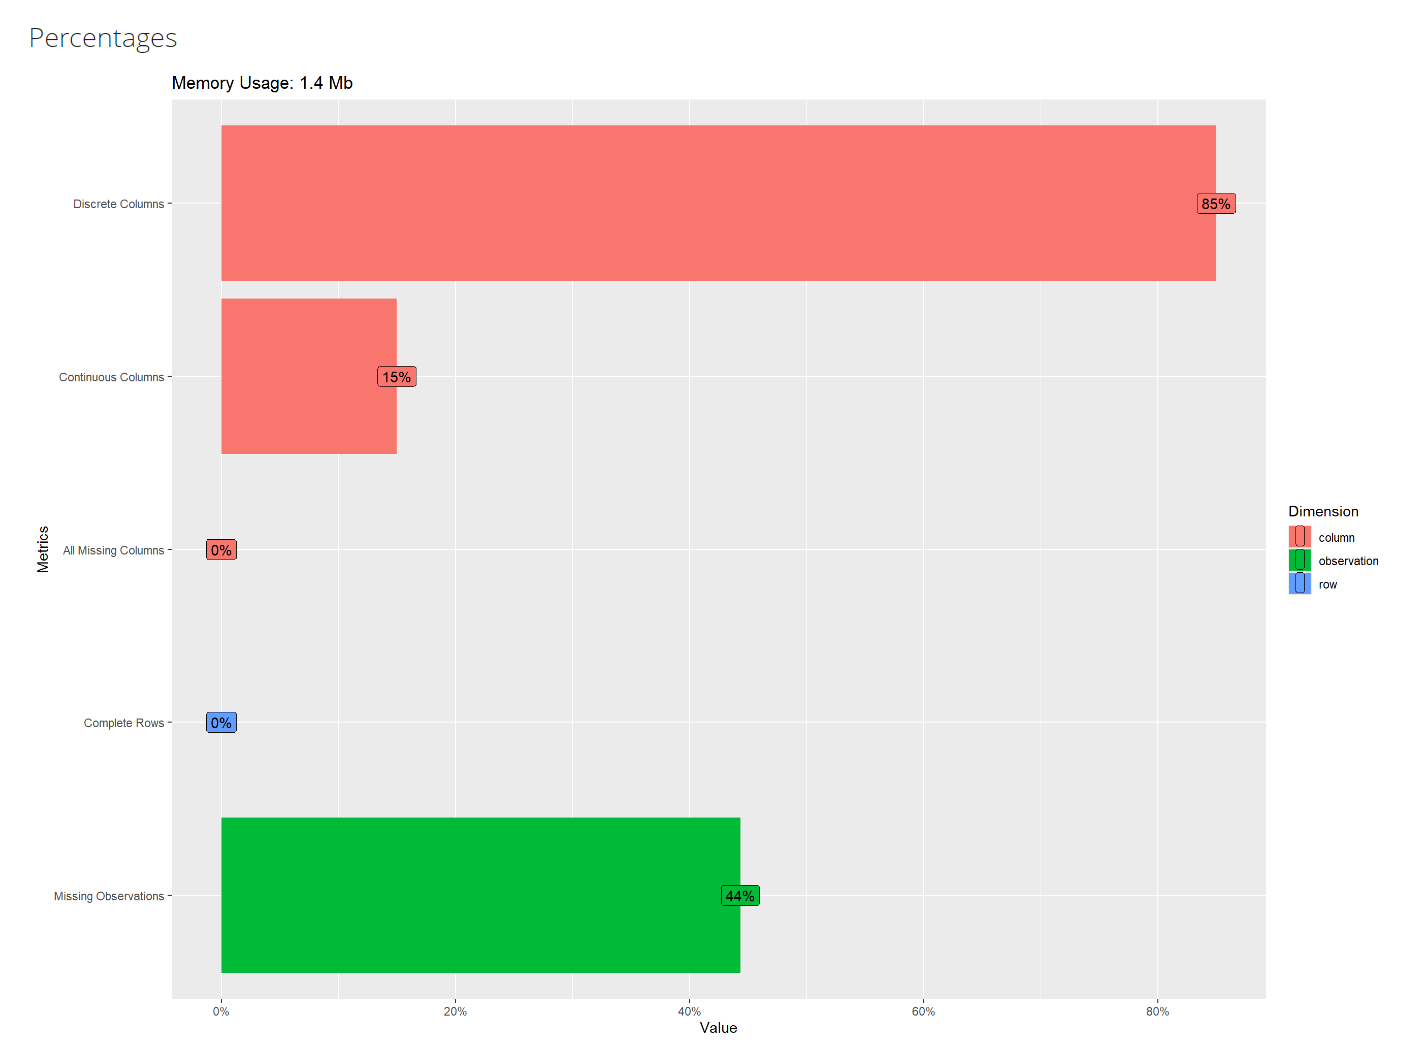 Percentages
Memory Usage: 1.4 Mb
Discrete Columns
85%
Continuous Columns
15%
All Missing Columns
0%
Complete Rows
0%
Missing Observations
44%
Metrics
0%
20%
40%
60%
80%
Value
Dimension
column
observation
row